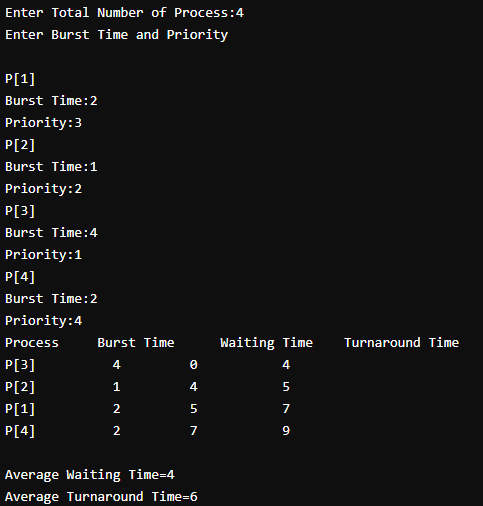 Enter Total Number of Process:4
Enter Burst Time and Priority
P[1]
Burst Time:2
Priority:3
P[2]
Burst Time:1
Priority:2
P[3]
Burst Time:4
Priority:1
P[4]
Burst Time:2
Priority:4
Process     Burst Time      Waiting Time    Turnaround Time
P[3]          4         0           4
P[2]          1         4           5
P[1]          2         5           7
P[4]          2         7           9
Average Waiting Time=4
Average Turnaround Time=6